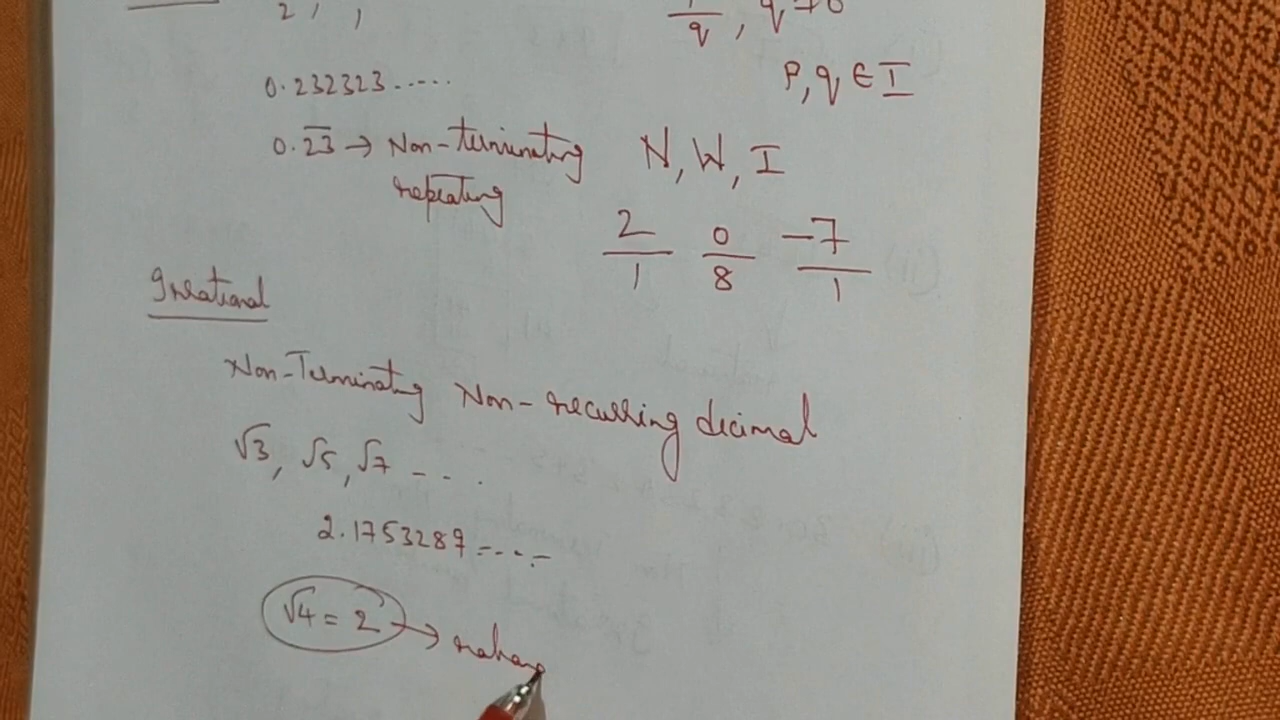 q, q ≠ 0
P, q ∈ I
0.232323.....
0.2̅3̅ → Non-terminating
repeating
N, W, I
2/1 0/8 -7/1
Irrational
Non-Terminating Non-recurring decimal
√3, √5, √7 - - .
2.1753287-----
√4 = 2 →